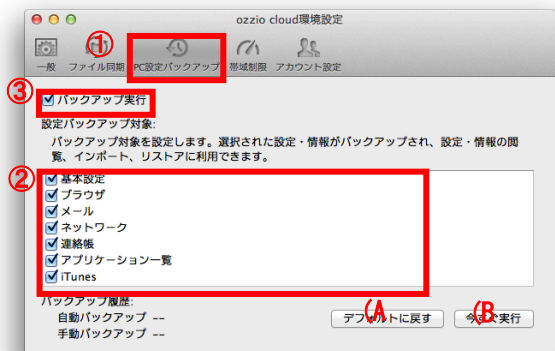 ozzio cloud環境設定
①
一般 ファイル同期 PC設定バックアップ 帯域制限 アカウント設定
③
バックアップ実行
設定バックアップ対象:
バックアップ対象を設定します。選択された設定・情報がバックアップされ、設定・情報の閲
覧、インポート、リストアに利用できます。
②
基本設定
ブラウザ
メール
ネットワーク
連絡帳
アプリケーション一覧
iTunes
バックアップ履歴:
自動バックアップ --
手動バックアップ --
(A
デフォルトに戻す
(B
今すぐ実行